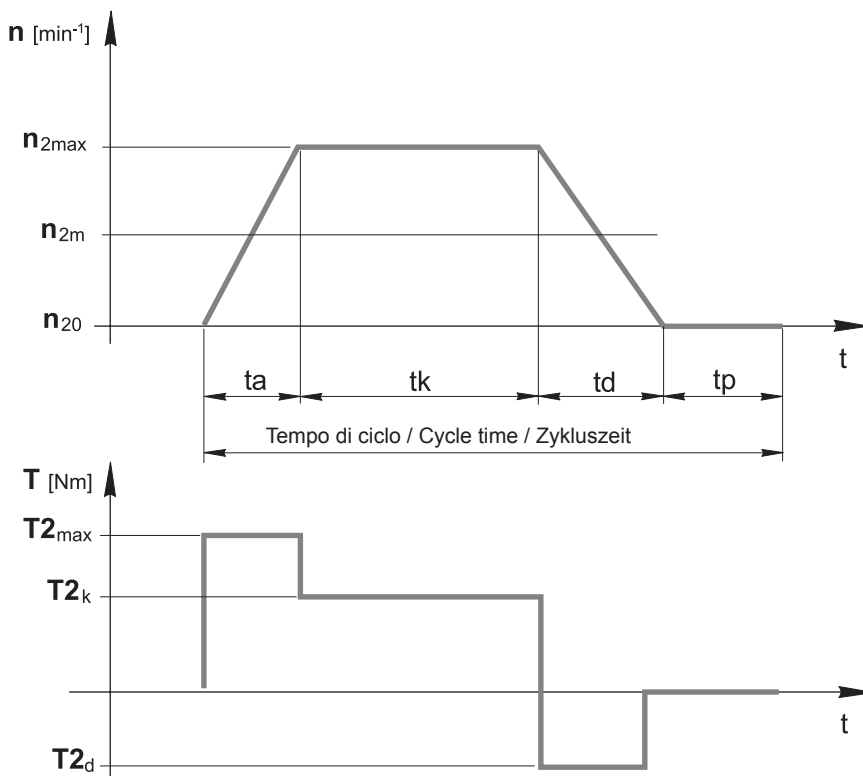 n [min⁻¹]
n2max
n2m
n20
t
ta tk td tp
Tempo di ciclo / Cycle time / Zykluszeit
T [Nm]
T2max
T2k
t
T2d